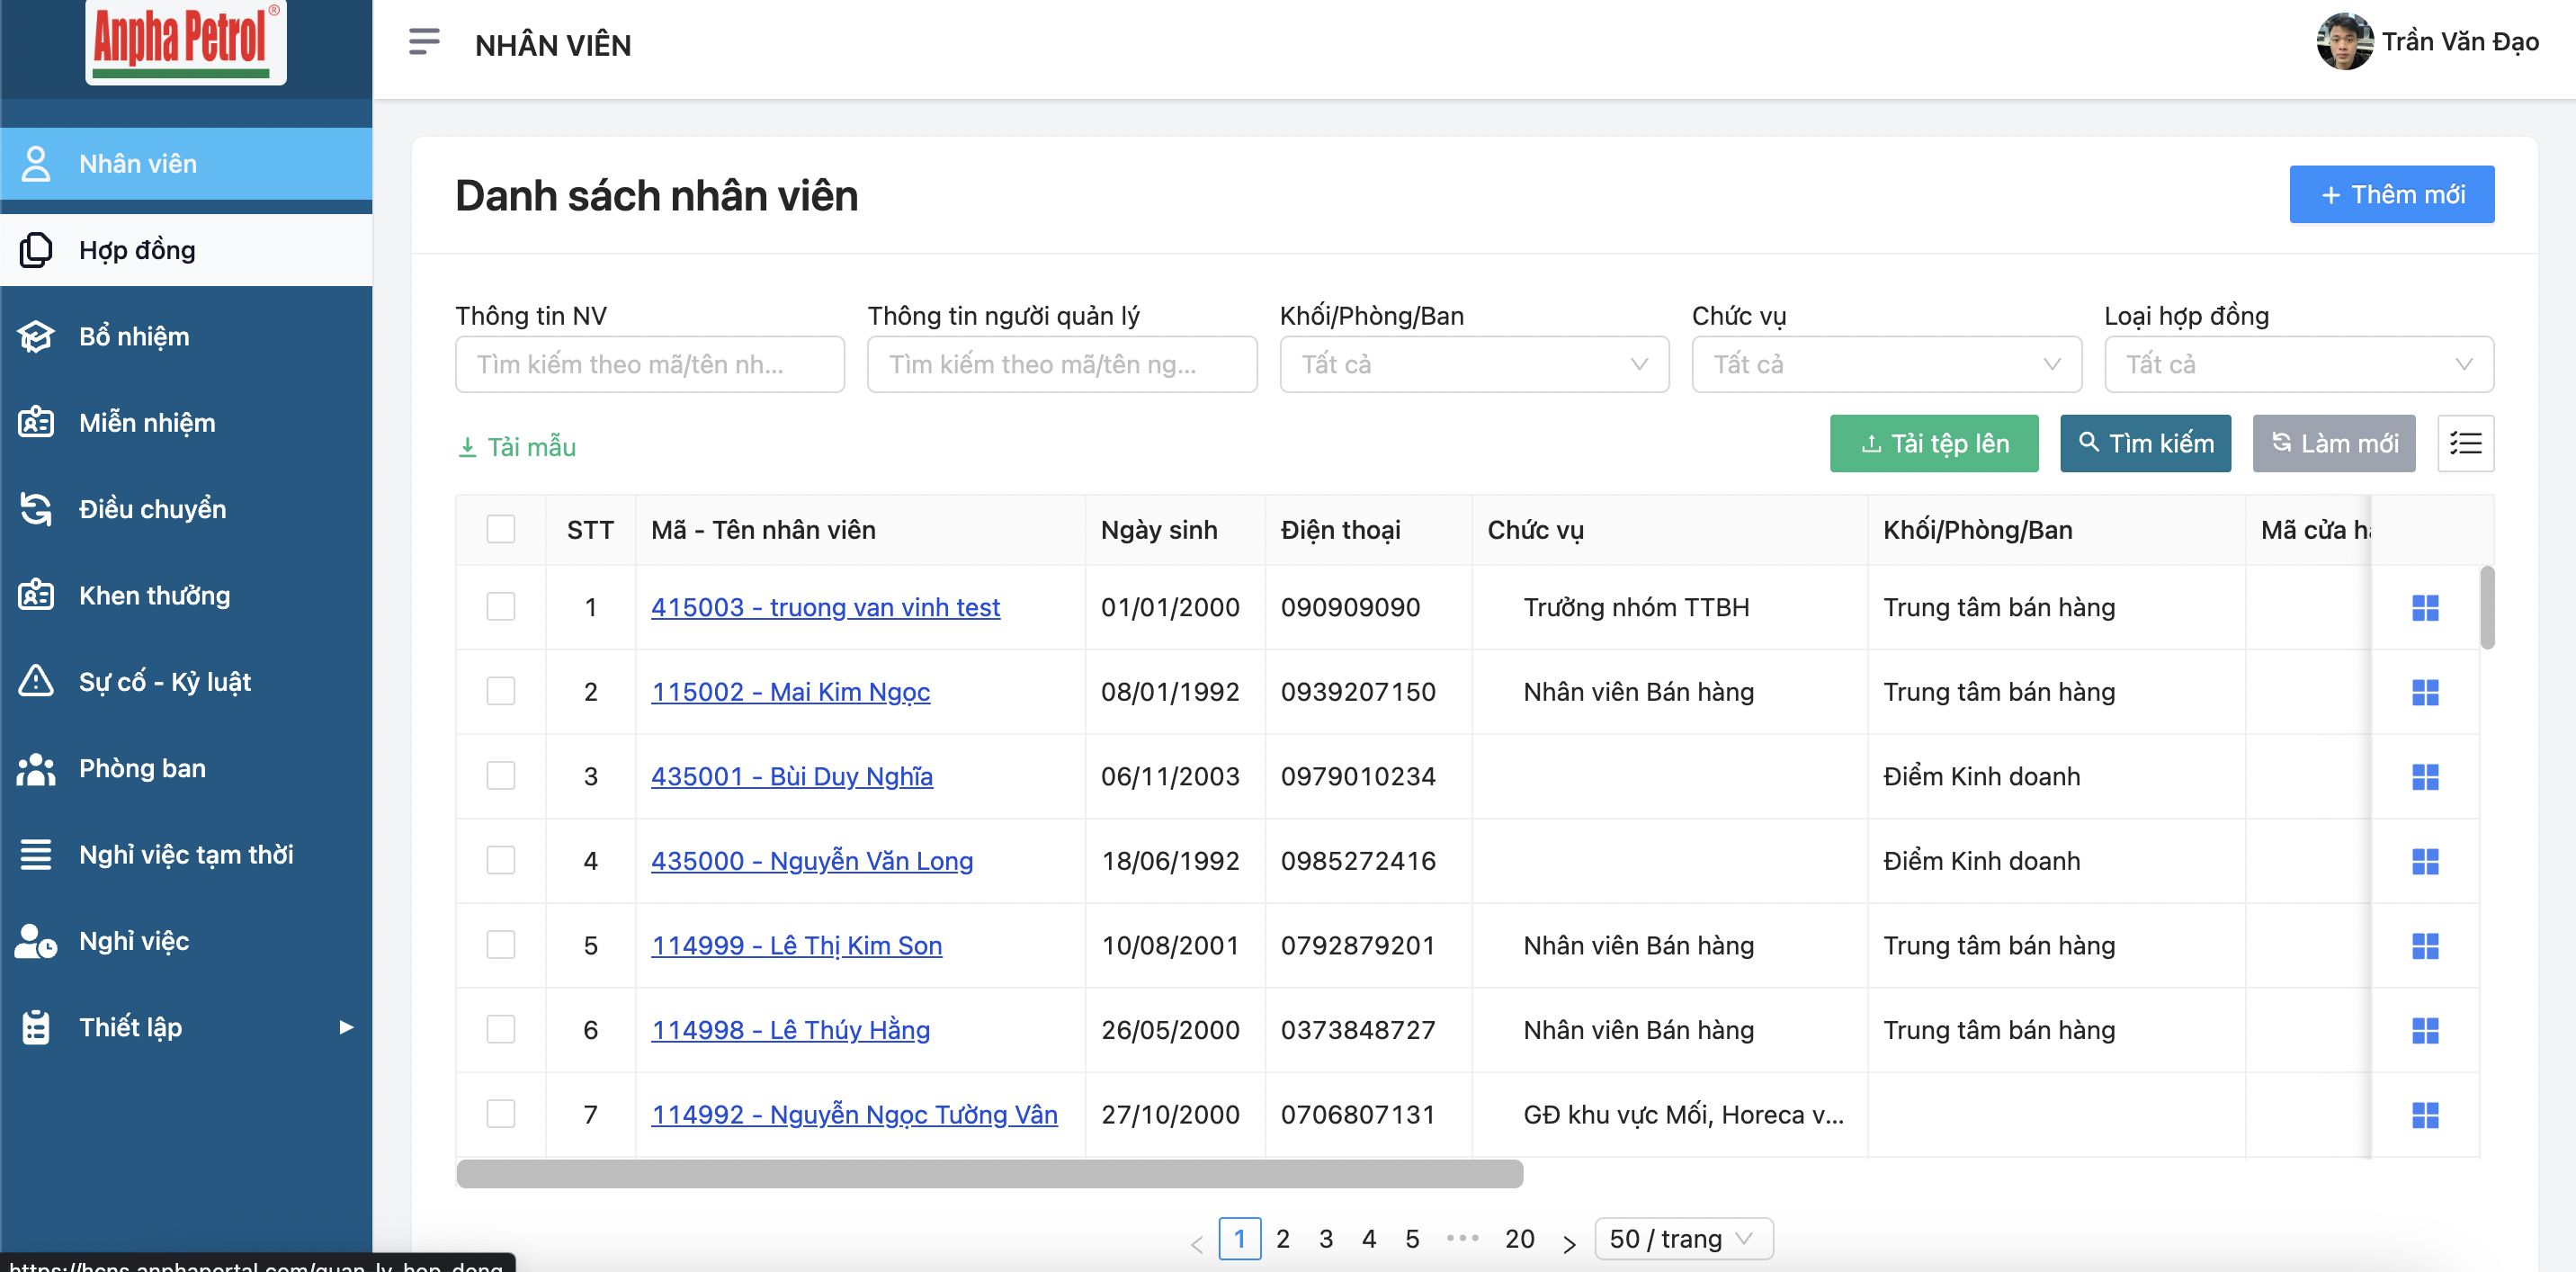 Anpha Petrol ®
NHÂN VIÊN
Trần Văn Đạo
Nhân viên
Hợp đồng
Bổ nhiệm
Miễn nhiệm
Điều chuyển
Khen thưởng
Sự cố - Kỷ luật
Phòng ban
Nghỉ việc tạm thời
Nghỉ việc
Thiết lập
Danh sách nhân viên
+ Thêm mới
Thông tin NV
Thông tin người quản lý
Khối/Phòng/Ban
Chức vụ
Loại hợp đồng
Tìm kiếm theo mã/tên nh...
Tìm kiếm theo mã/tên ng...
Tất cả
Tất cả
Tất cả
Tải mẫu
Tải tệp lên
Tìm kiếm
Làm mới
STT Mã - Tên nhân viên Ngày sinh Điện thoại Chức vụ Khối/Phòng/Ban Mã cửa
1 415003 - truong van vinh test 01/01/2000 090909090 Trưởng nhóm TTBH Trung tâm bán hàng
2 115002 - Mai Kim Ngọc 08/01/1992 0939207150 Nhân viên Bán hàng Trung tâm bán hàng
3 435001 - Bùi Duy Nghĩa 06/11/2003 0979010234 Điểm Kinh doanh
4 435000 - Nguyễn Văn Long 18/06/1992 0985272416 Điểm Kinh doanh
5 114999 - Lê Thị Kim Son 10/08/2001 0792879201 Nhân viên Bán hàng Trung tâm bán hàng
6 114998 - Lê Thúy Hằng 26/05/2000 0373848727 Nhân viên Bán hàng Trung tâm bán hàng
7 114992 - Nguyễn Ngọc Tường Vân 27/10/2000 0706807131 GĐ khu vực Mối, Horeca v...
< 1 2 3 4 5 ••• 20 > 50 / trang
https://hcns.anphaportal.com/quan_ly_hop_dong